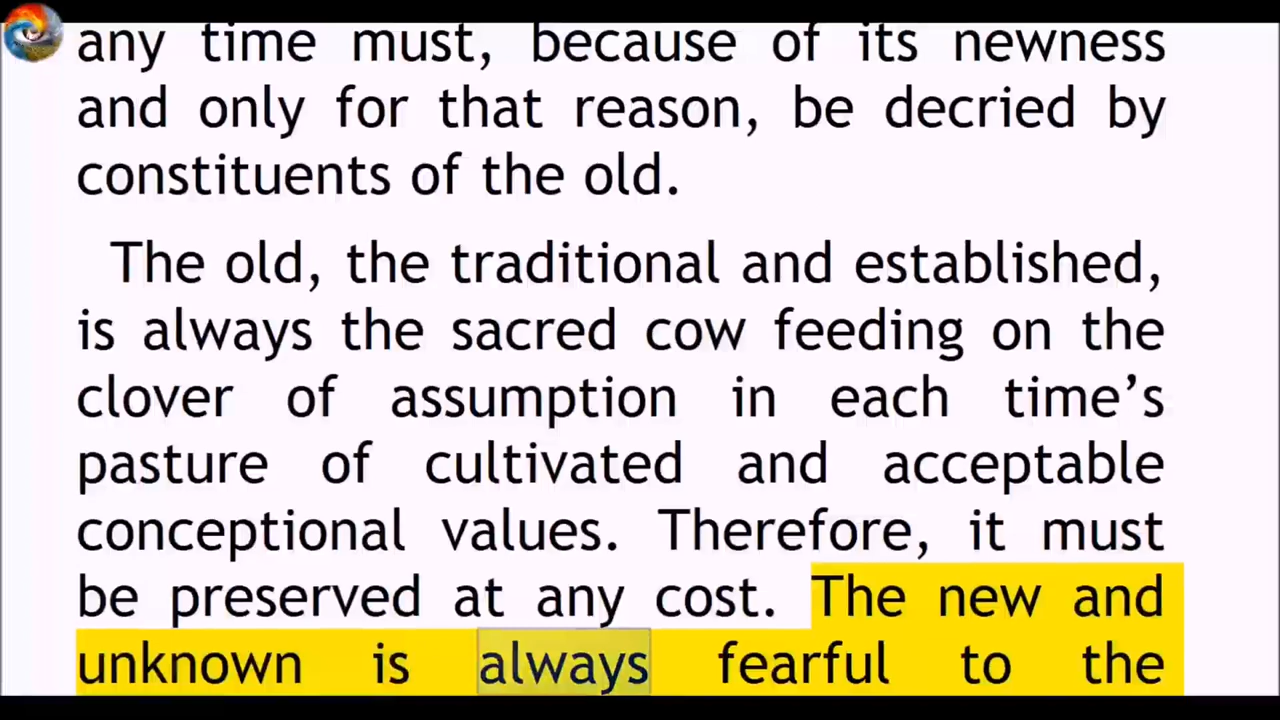 any time must, because of its newness
and only for that reason, be decried by
constituents of the old.
The old, the traditional and established,
is always the sacred cow feeding on the
clover of assumption in each time’s
pasture of cultivated and acceptable
conceptional values. Therefore, it must
be preserved at any cost. The new and
unknown is always fearful to the